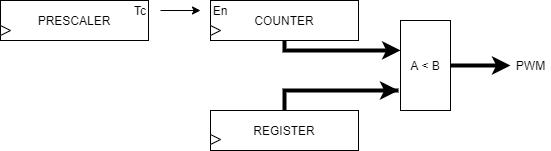 Tc
En
PRESCALER
COUNTER
A < B
PWM
REGISTER